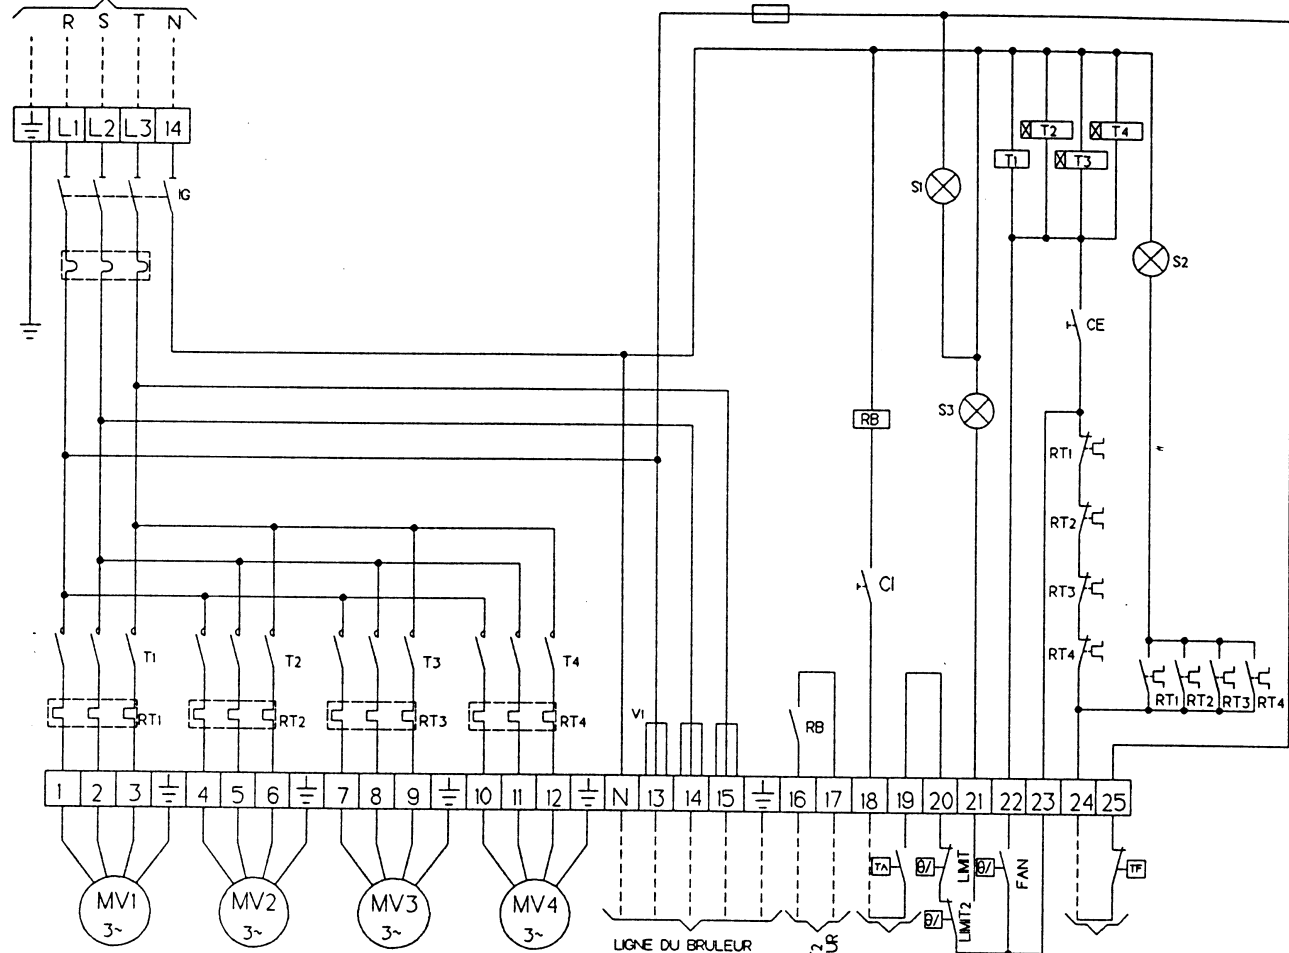 R S T N
L1 L2 L3 14
IG
T2 T4
T1 T3
S1
S2
CE
S3
RB
RT1
RT2
CI
RT3
RT4
T1 T2 T3 T4
RT1 RT2 RT3 RT4
RT1 RT2 RT3 RT4
V1
RB
1 2 3 4 5 6 7 8 9 10 11 12 N 13 14 15 16 17 18 19 20 21 22 23 24 25
TA θ/ LIMIT θ/ FAN TF
θ/ LIMIT2
MV1 3~
MV2 3~
MV3 3~
MV4 3~
LIGNE DU BRULEUR